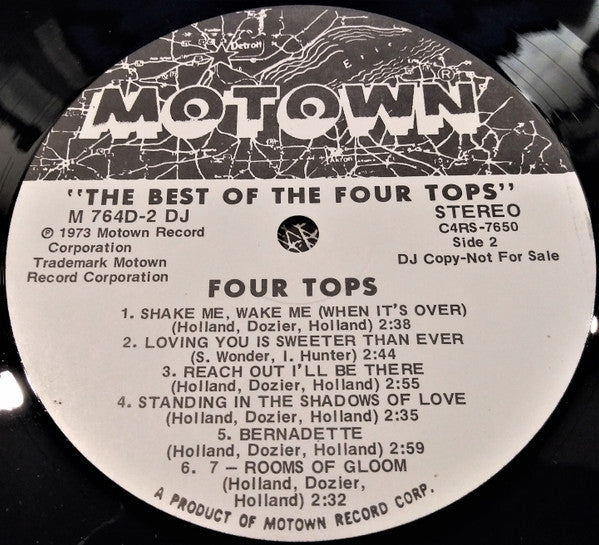 Detroit
ERIE
MOTOWN®
"THE BEST OF THE FOUR TOPS"
M 764D-2 DJ
℗ 1973 Motown Record
Corporation
Trademark Motown
Record Corporation
STEREO
C4RS-7650
Side 2
DJ Copy-Not For Sale
FOUR TOPS
1. SHAKE ME, WAKE ME (WHEN IT'S OVER)
(Holland, Dozier, Holland) 2:38
2. LOVING YOU IS SWEETER THAN EVER
(S. Wonder, I. Hunter) 2:44
3. REACH OUT I'LL BE THERE
(Holland, Dozier, Holland) 2:55
4. STANDING IN THE SHADOWS OF LOVE
(Holland, Dozier, Holland) 2:35
5. BERNADETTE
(Holland, Dozier, Holland) 2:59
6. 7 – ROOMS OF GLOOM
(Holland, Dozier,
Holland) 2:32
A PRODUCT OF MOTOWN RECORD CORP.